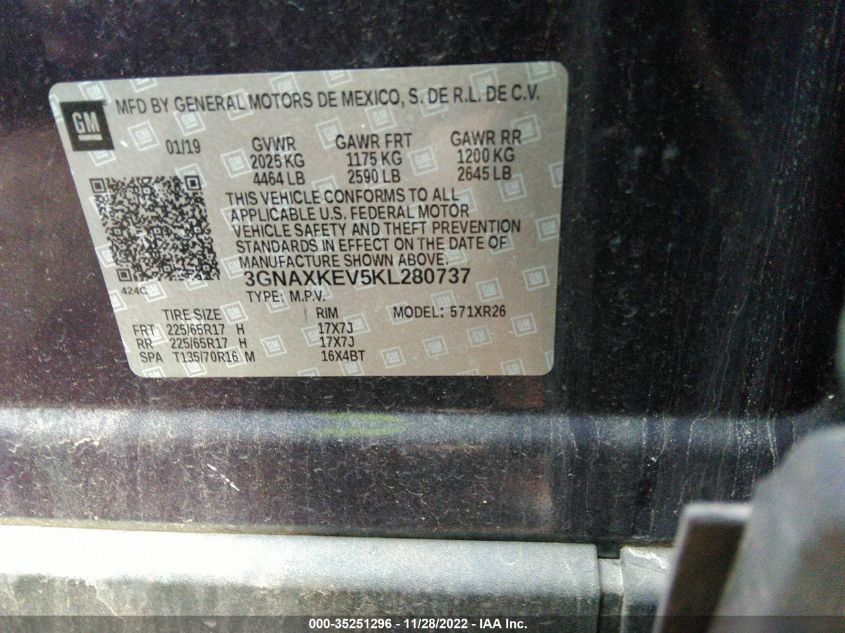 MFD BY GENERAL MOTORS DE MEXICO, S. DE R.L. DE C.V.
GM
01/19 GVWR GAWR FRT GAWR RR
2025 KG 1175 KG 1200 KG
4464 LB 2590 LB 2645 LB
THIS VEHICLE CONFORMS TO ALL
APPLICABLE U.S. FEDERAL MOTOR
VEHICLE SAFETY AND THEFT PREVENTION
STANDARDS IN EFFECT ON THE DATE OF
MANUFACTURE SHOWN ABOVE.
424C
3GNAXKEV5KL280737
TYPE: M.P.V. MODEL: 571XR26
TIRE SIZE RIM
FRT 225/65R17 H 17X7J
RR 225/65R17 H 17X7J
SPA T135/70R16 M 16X4BT
000-35251296 - 11/28/2022 - IAA Inc.